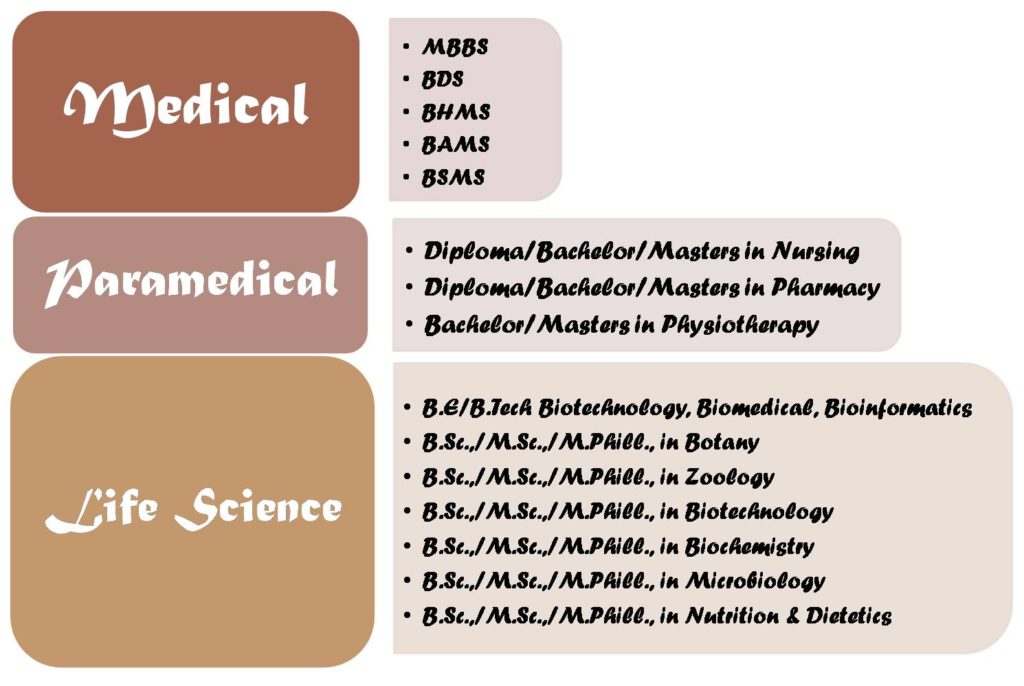 Medical
• MBBS
• BDS
• BHMS
• BAMS
• BSMS
Paramedical
• Diploma/Bachelor/Masters in Nursing
• Diploma/Bachelor/Masters in Pharmacy
• Bachelor/Masters in Physiotherapy
Life Science
• B.E/B.Tech Biotechnology, Biomedical, Bioinformatics
• B.Sc.,/M.Sc.,/M.Phill., in Botany
• B.Sc.,/M.Sc.,/M.Phill., in Zoology
• B.Sc.,/M.Sc.,/M.Phill., in Biotechnology
• B.Sc.,/M.Sc.,/M.Phill., in Biochemistry
• B.Sc.,/M.Sc.,/M.Phill., in Microbiology
• B.Sc.,/M.Sc.,/M.Phill., in Nutrition & Dietetics